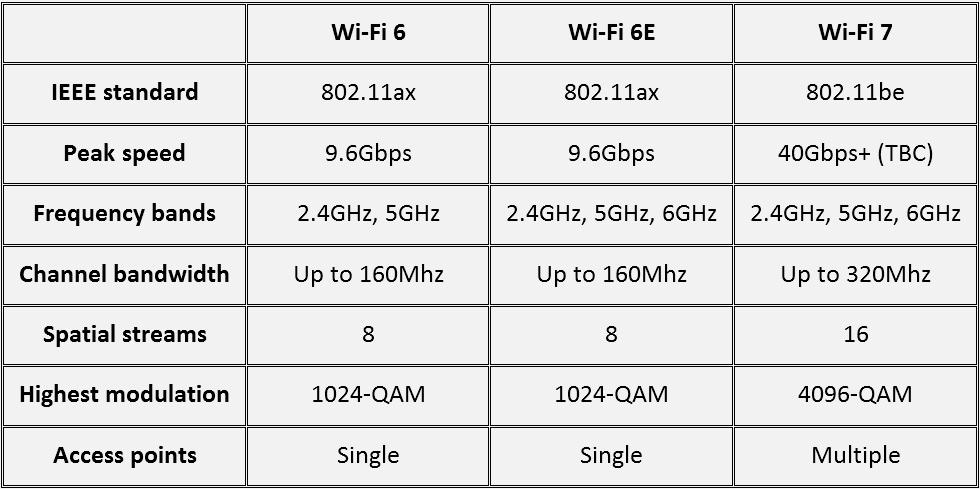 Wi-Fi 6 Wi-Fi 6E Wi-Fi 7
IEEE standard 802.11ax 802.11ax 802.11be
Peak speed 9.6Gbps 9.6Gbps 40Gbps+ (TBC)
Frequency bands 2.4GHz, 5GHz 2.4GHz, 5GHz, 6GHz 2.4GHz, 5GHz, 6GHz
Channel bandwidth Up to 160Mhz Up to 160Mhz Up to 320Mhz
Spatial streams 8 8 16
Highest modulation 1024-QAM 1024-QAM 4096-QAM
Access points Single Single Multiple